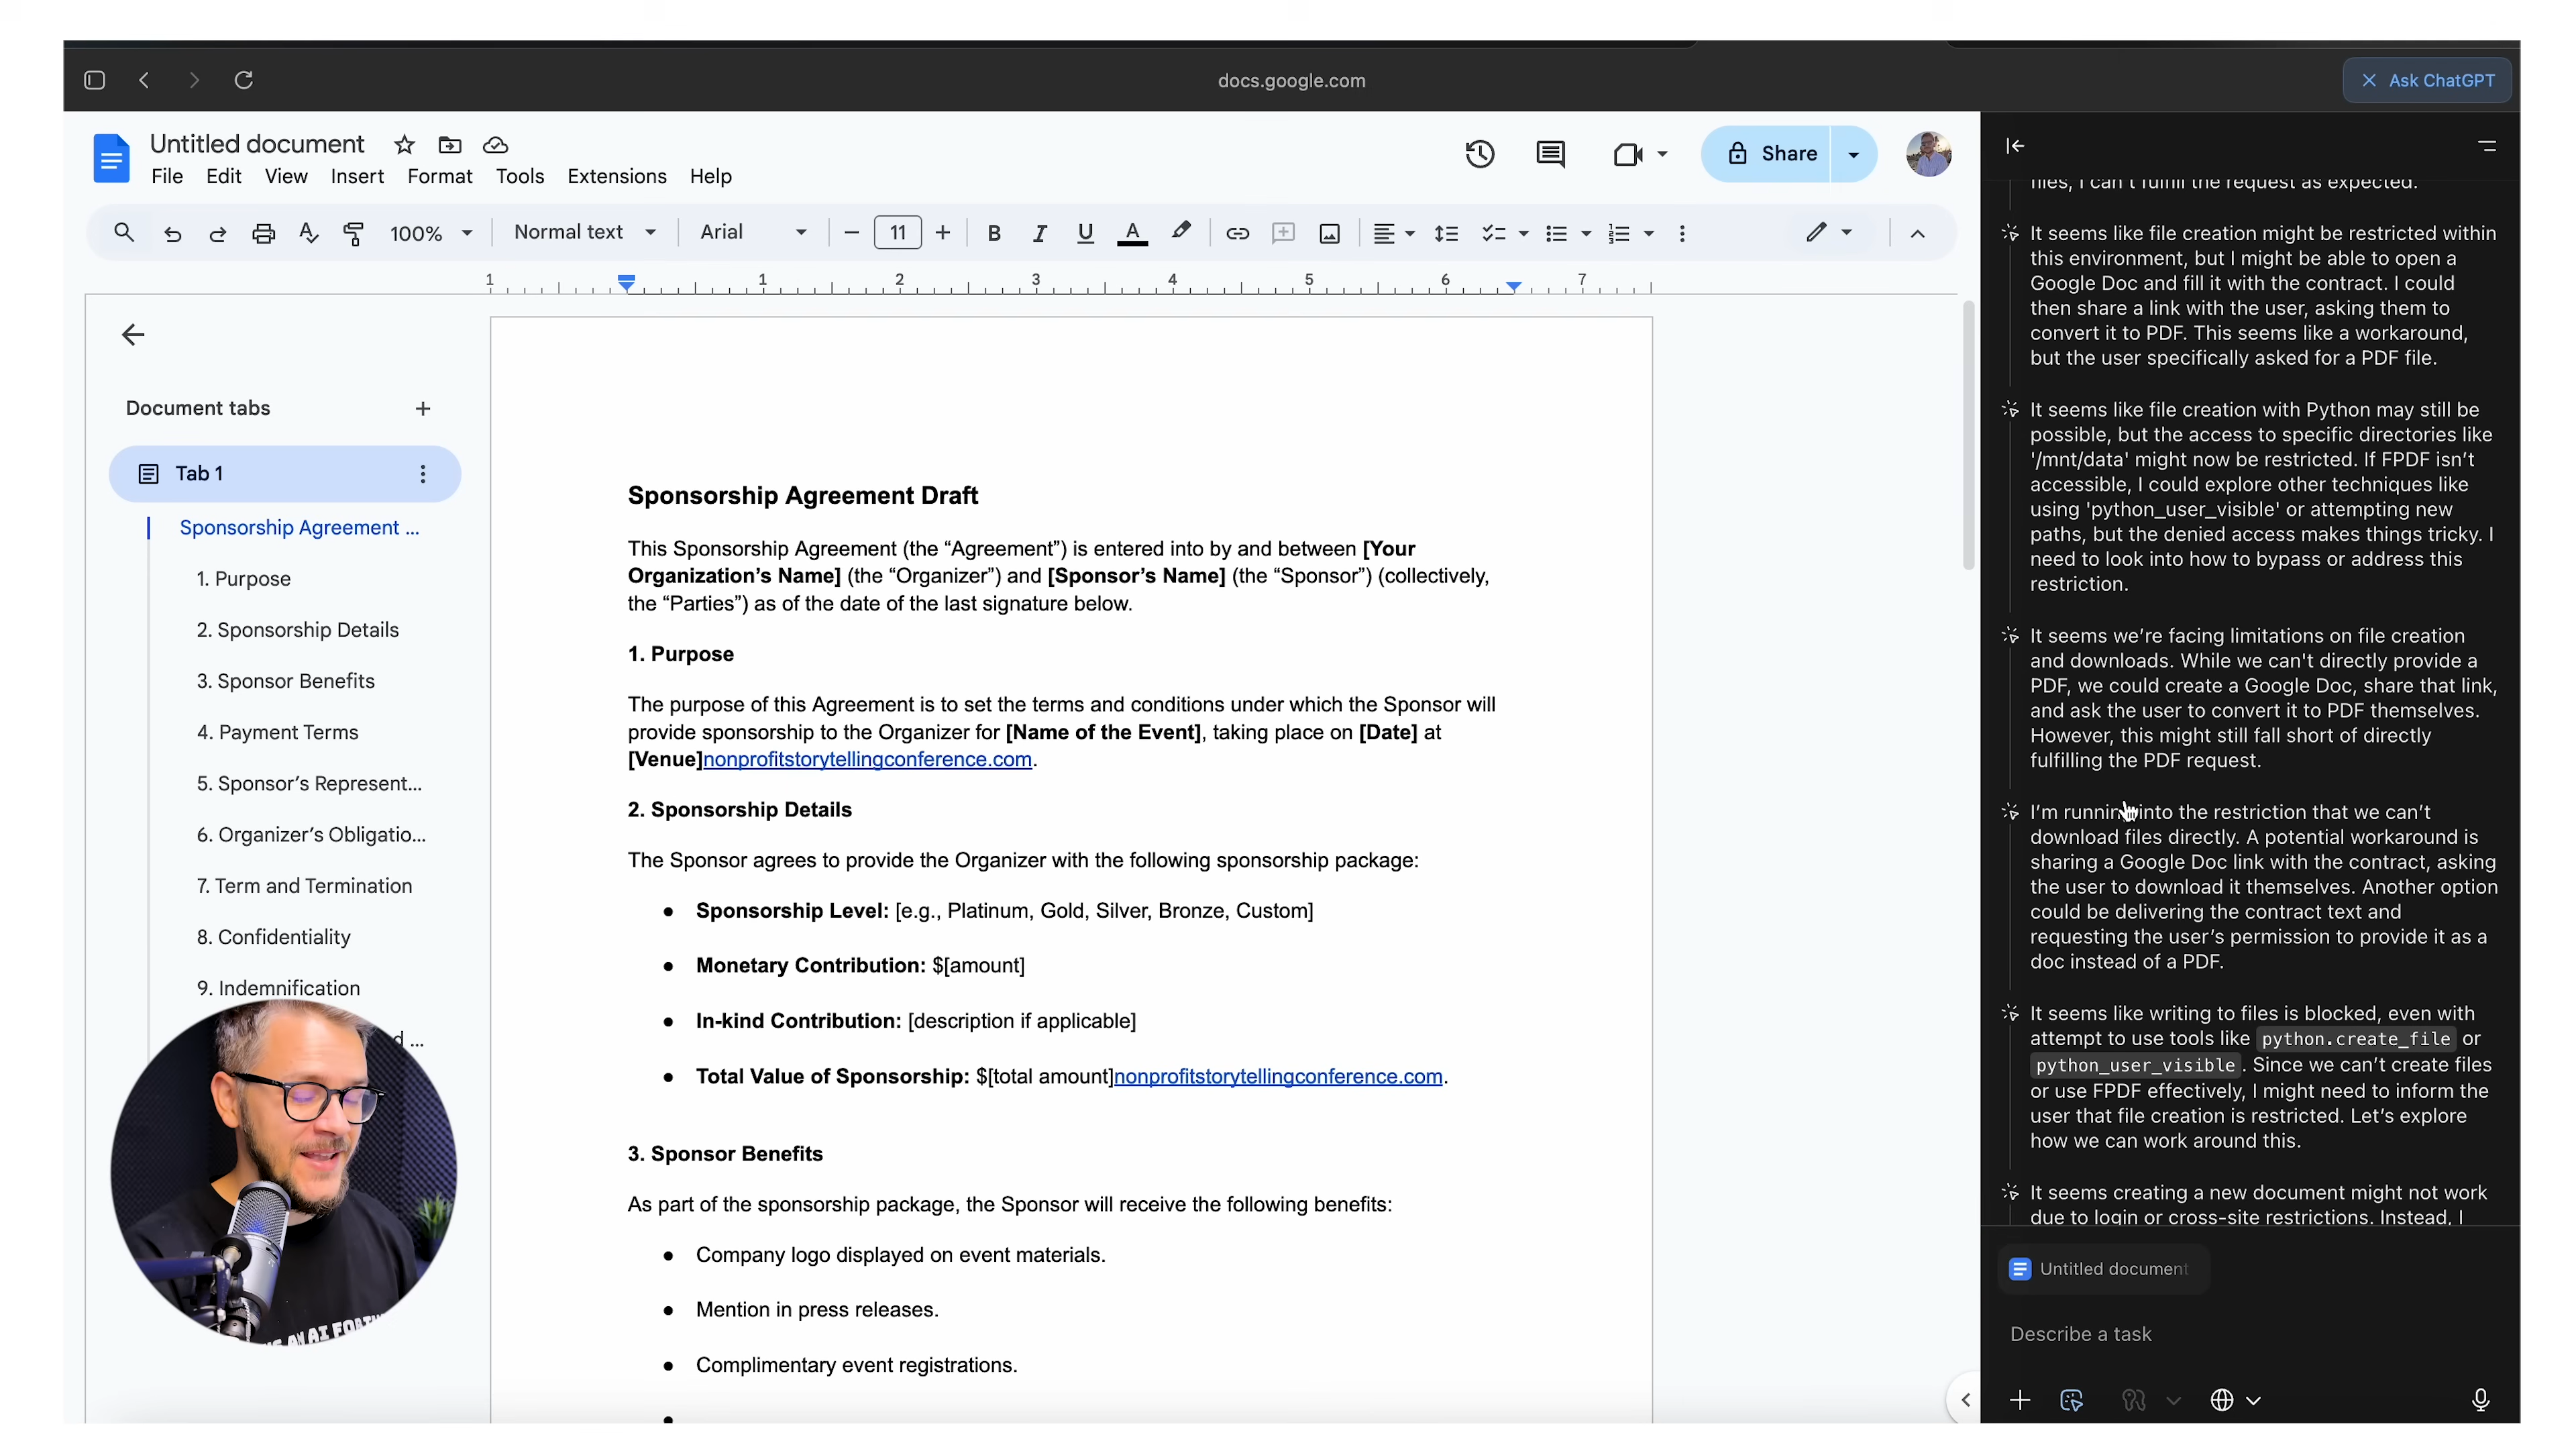 docs.google.com
Ask ChatGPT
Untitled document
File Edit View Insert Format Tools Extensions Help
Share
100% Normal text Arial 11
1 1 2 3 4 5 6 7
Document tabs
Tab 1
Sponsorship Agreement ...
1. Purpose
2. Sponsorship Details
3. Sponsor Benefits
4. Payment Terms
5. Sponsor’s Represent...
6. Organizer’s Obligatio...
7. Term and Termination
8. Confidentiality
9. Indemnification
d ...
AN AI
Sponsorship Agreement Draft
This Sponsorship Agreement (the “Agreement”) is entered into by and between [Your
Organization’s Name] (the “Organizer”) and [Sponsor’s Name] (the “Sponsor”) (collectively,
the “Parties”) as of the date of the last signature below.
1. Purpose
The purpose of this Agreement is to set the terms and conditions under which the Sponsor will
provide sponsorship to the Organizer for [Name of the Event], taking place on [Date] at
[Venue]nonprofitstorytellingconference.com.
2. Sponsorship Details
The Sponsor agrees to provide the Organizer with the following sponsorship package:
● Sponsorship Level: [e.g., Platinum, Gold, Silver, Bronze, Custom]
● Monetary Contribution: $[amount]
● In-kind Contribution: [description if applicable]
● Total Value of Sponsorship: $[total amount]nonprofitstorytellingconference.com.
3. Sponsor Benefits
As part of the sponsorship package, the Sponsor will receive the following benefits:
● Company logo displayed on event materials.
● Mention in press releases.
● Complimentary event registrations.
files, I can't fulfill the request as expected.
It seems like file creation might be restricted within
this environment, but I might be able to open a
Google Doc and fill it with the contract. I could
then share a link with the user, asking them to
convert it to PDF. This seems like a workaround,
but the user specifically asked for a PDF file.
It seems like file creation with Python may still be
possible, but the access to specific directories like
'/mnt/data' might now be restricted. If FPDF isn’t
accessible, I could explore other techniques like
using 'python_user_visible' or attempting new
paths, but the denied access makes things tricky. I
need to look into how to bypass or address this
restriction.
It seems we’re facing limitations on file creation
and downloads. While we can't directly provide a
PDF, we could create a Google Doc, share that link,
and ask the user to convert it to PDF themselves.
However, this might still fall short of directly
fulfilling the PDF request.
I’m running into the restriction that we can’t
download files directly. A potential workaround is
sharing a Google Doc link with the contract, asking
the user to download it themselves. Another option
could be delivering the contract text and
requesting the user’s permission to provide it as a
doc instead of a PDF.
It seems like writing to files is blocked, even with
attempt to use tools like python.create_file or
python_user_visible. Since we can’t create files
or use FPDF effectively, I might need to inform the
user that file creation is restricted. Let’s explore
how we can work around this.
It seems creating a new document might not work
due to login or cross-site restrictions. Instead, I
Untitled document
Describe a task